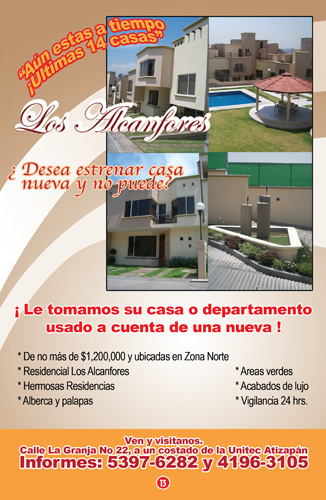 "Aún estas a tiempo
¡Ultimas 14 Casas"
Los Alcanfores
¿Desea estrenar casa
nueva y no puede?
¡ Le tomamos su casa o departamento
usado a cuenta de una nueva !
* De no más de $1,200,000 y ubicadas en Zona Norte
* Residencial Los Alcanfores
* Hermosas Residencias
* Alberca y palapas
* Areas verdes
* Acabados de lujo
* Vigilancia 24 hrs.
Ven y visitanos.
Calle La Granja No 22, a un costado de la Unitec Atizapán
Informes: 5397-6282 y 4196-3105
13